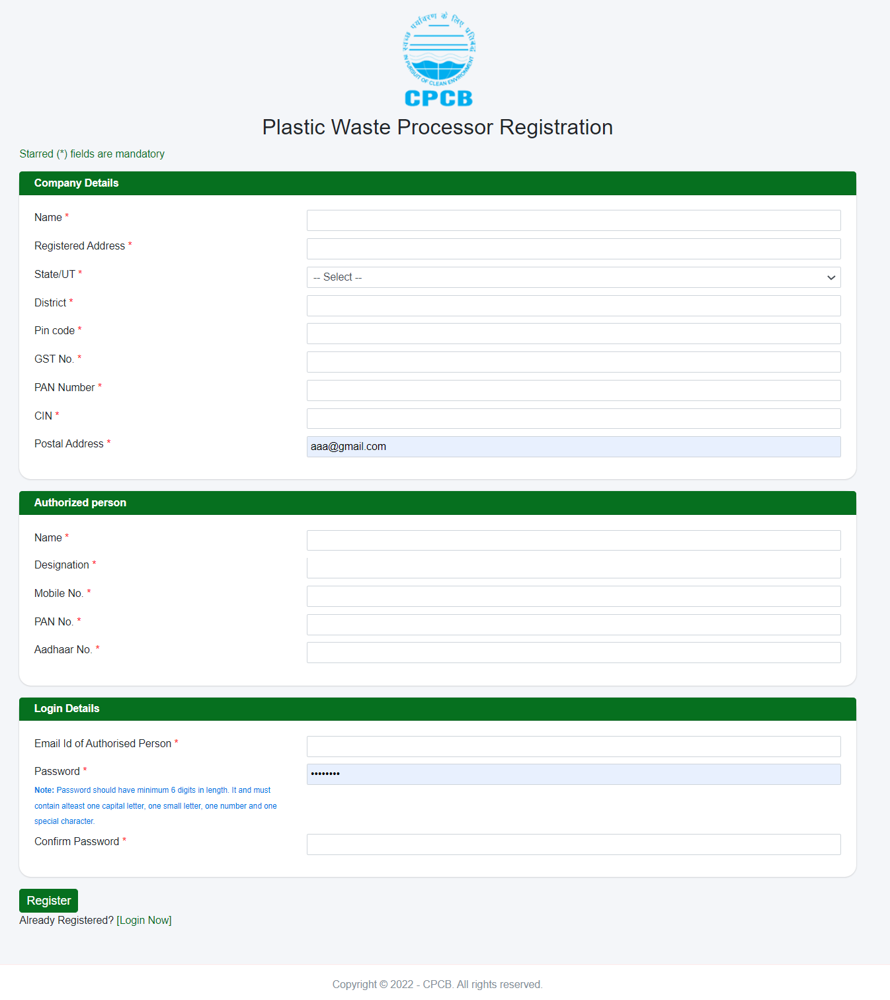 स्वच्छ पर्यावरण के लिए प्रतिबद्ध
IN PURSUIT OF CLEAN ENVIRONMENT
CPCB
Plastic Waste Processor Registration
Starred (*) fields are mandatory
Company Details
Name *
Registered Address *
State/UT * -- Select --
District *
Pin code *
GST No. *
PAN Number *
CIN *
Postal Address * aaa@gmail.com
Authorized person
Name *
Designation *
Mobile No. *
PAN No. *
Aadhaar No. *
Login Details
Email Id of Authorised Person *
Password * ••••••••
Note: Password should have minimum 6 digits in length. It and must
contain alteast one capital letter, one small letter, one number and one
special character.
Confirm Password *
Register
Already Registered? [Login Now]
Copyright © 2022 - CPCB. All rights reserved.